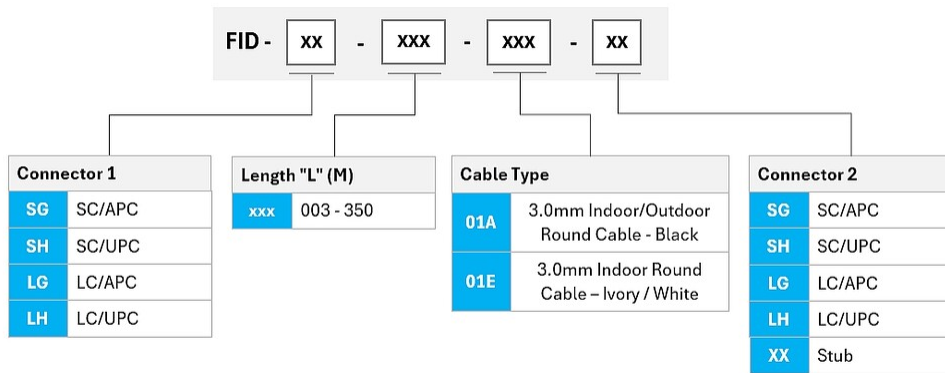 FID - XX - XXX - XXX - XX
Connector 1
SG SC/APC
SH SC/UPC
LG LC/APC
LH LC/UPC
Length "L" (M)
xxx 003 - 350
Cable Type
01A 3.0mm Indoor/Outdoor
Round Cable - Black
01E 3.0mm Indoor Round
Cable – Ivory / White
Connector 2
SG SC/APC
SH SC/UPC
LG LC/APC
LH LC/UPC
XX Stub